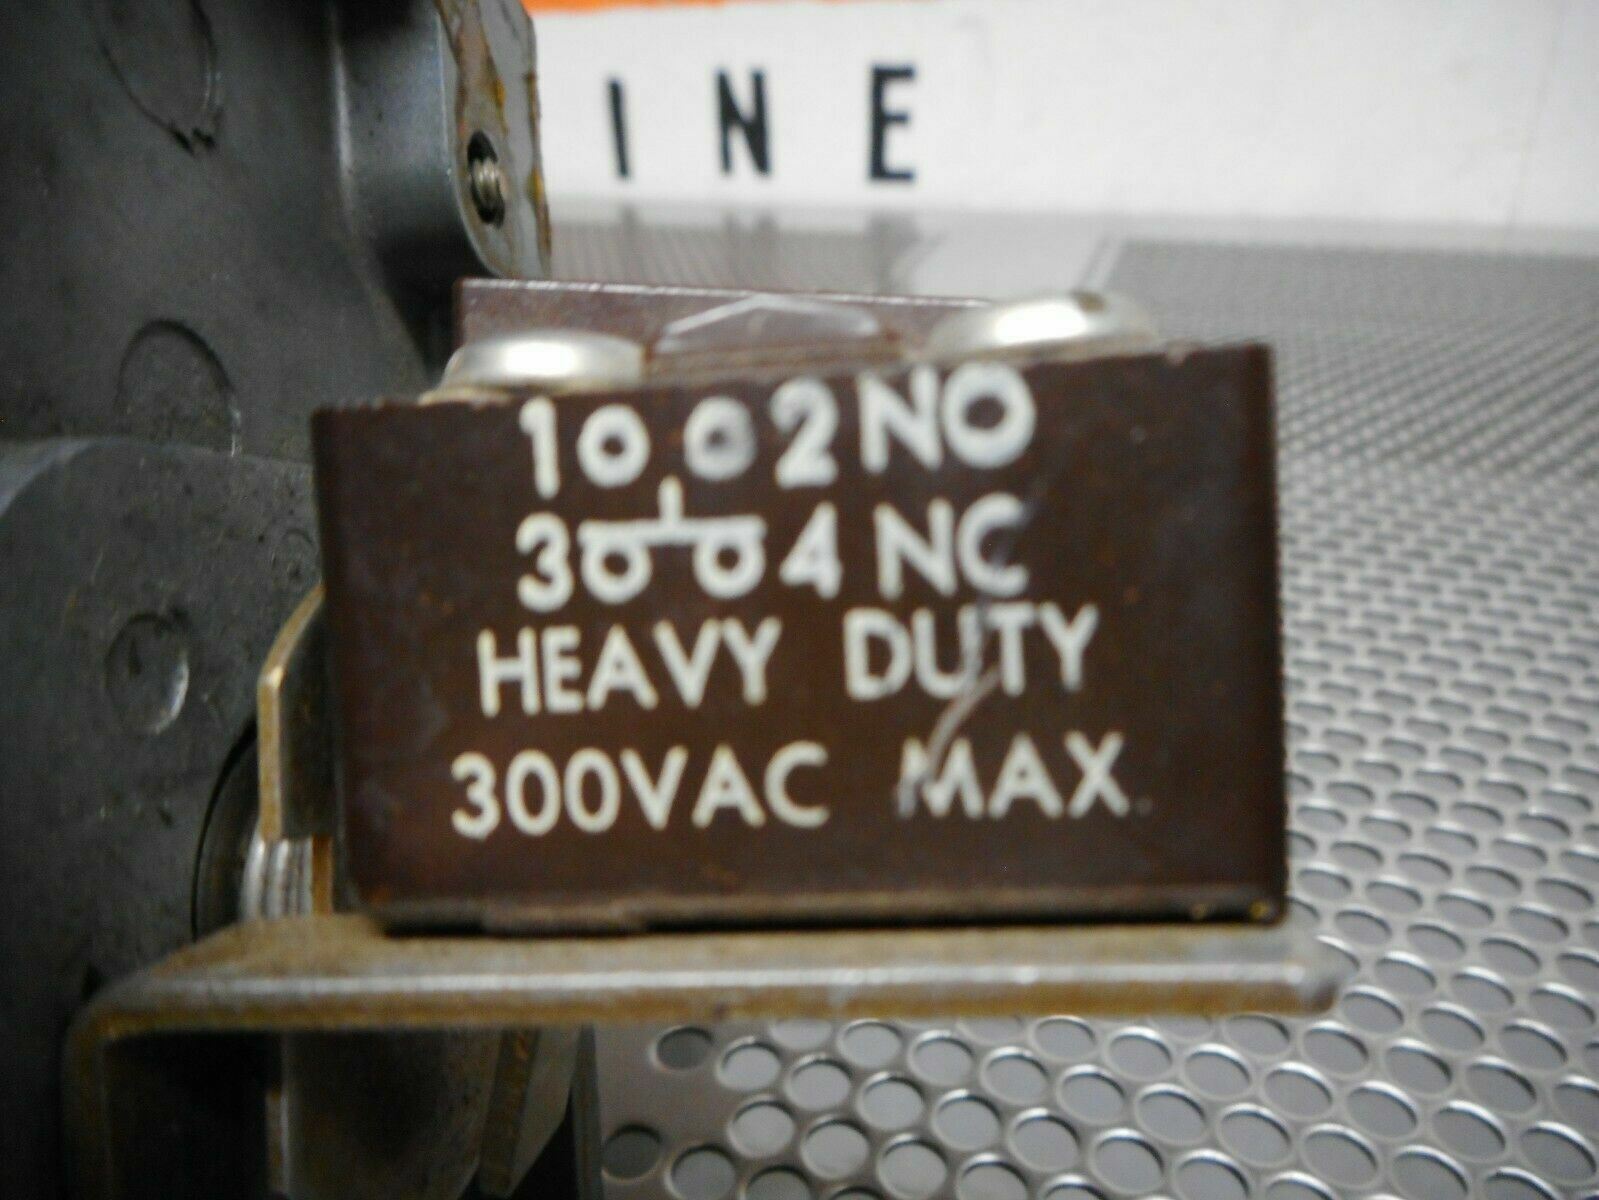 INE
1 2 NO
3 4 NC
HEAVY DUTY
300VAC MAX.